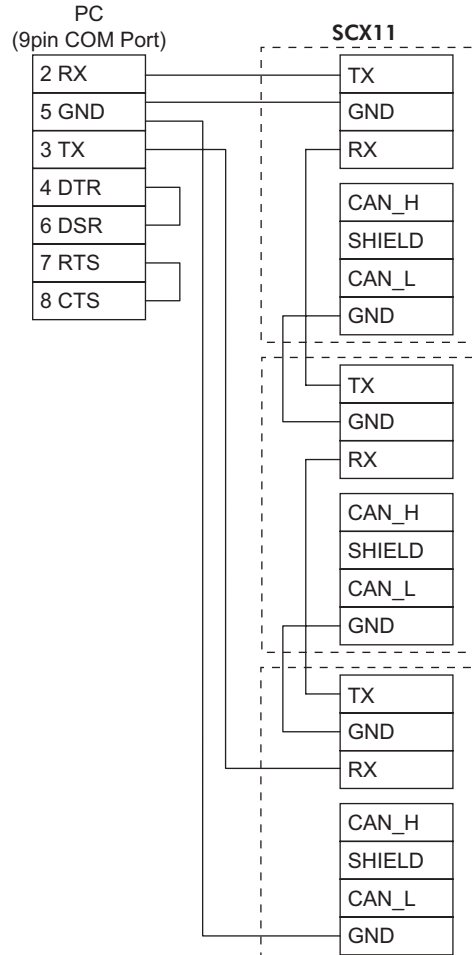 PC
(9pin COM Port)
2 RX
5 GND
3 TX
4 DTR
6 DSR
7 RTS
8 CTS
SCX11
TX
GND
RX
CAN_H
SHIELD
CAN_L
GND
TX
GND
RX
CAN_H
SHIELD
CAN_L
GND
TX
GND
RX
CAN_H
SHIELD
CAN_L
GND